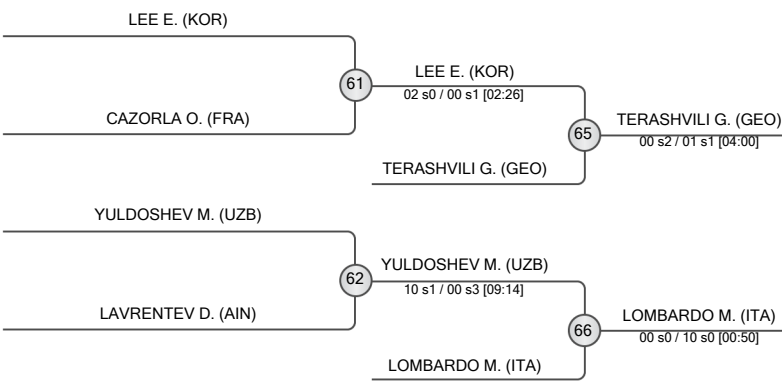 LEE E. (KOR)
61
LEE E. (KOR)
02 s0 / 00 s1 [02:26]
CAZORLA O. (FRA)
65
TERASHVILI G. (GEO)
00 s2 / 01 s1 [04:00]
TERASHVILI G. (GEO)
YULDOSHEV M. (UZB)
62
YULDOSHEV M. (UZB)
10 s1 / 00 s3 [09:14]
LAVRENTEV D. (AIN)
66
LOMBARDO M. (ITA)
00 s0 / 10 s0 [00:50]
LOMBARDO M. (ITA)